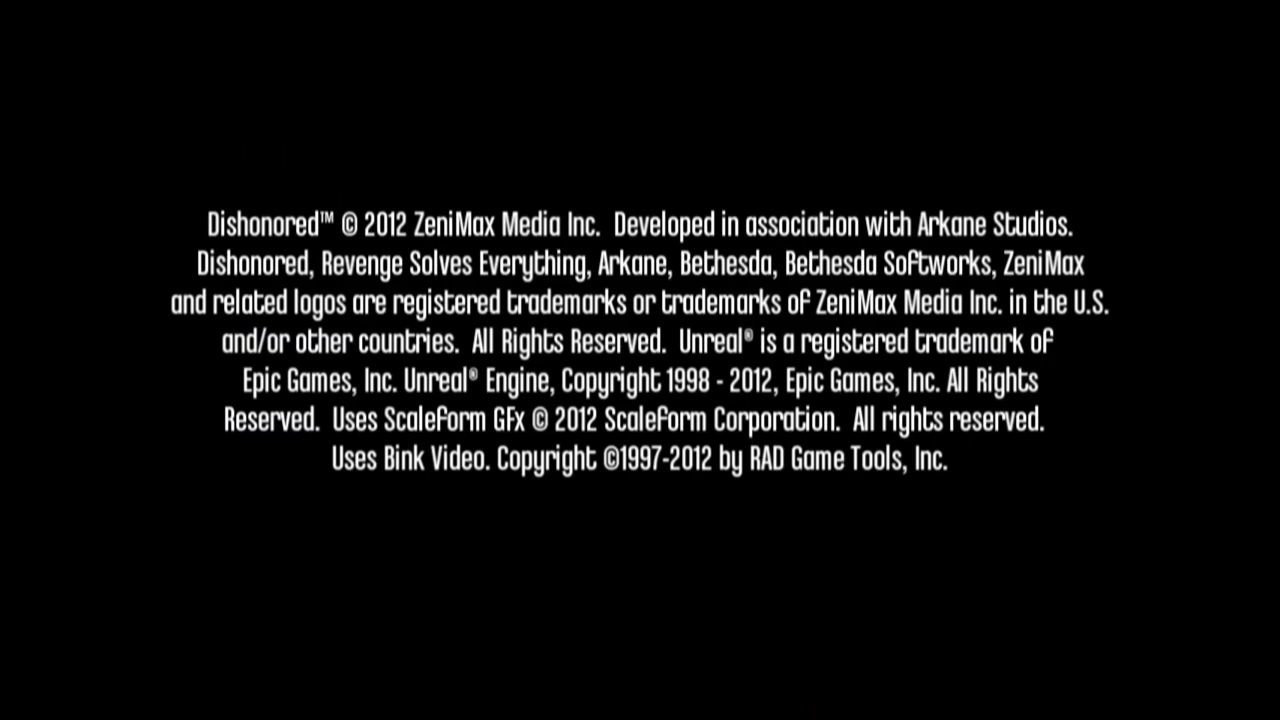 Dishonored™ © 2012 ZeniMax Media Inc.  Developed in association with Arkane Studios.
Dishonored, Revenge Solves Everything, Arkane, Bethesda, Bethesda Softworks, ZeniMax
and related logos are registered trademarks or trademarks of ZeniMax Media Inc. in the U.S.
and/or other countries.  All Rights Reserved.  Unreal® is a registered trademark of
Epic Games, Inc. Unreal® Engine, Copyright 1998 - 2012, Epic Games, Inc. All Rights
Reserved.  Uses Scaleform GFx © 2012 Scaleform Corporation.  All rights reserved.
Uses Bink Video. Copyright ©1997-2012 by RAD Game Tools, Inc.